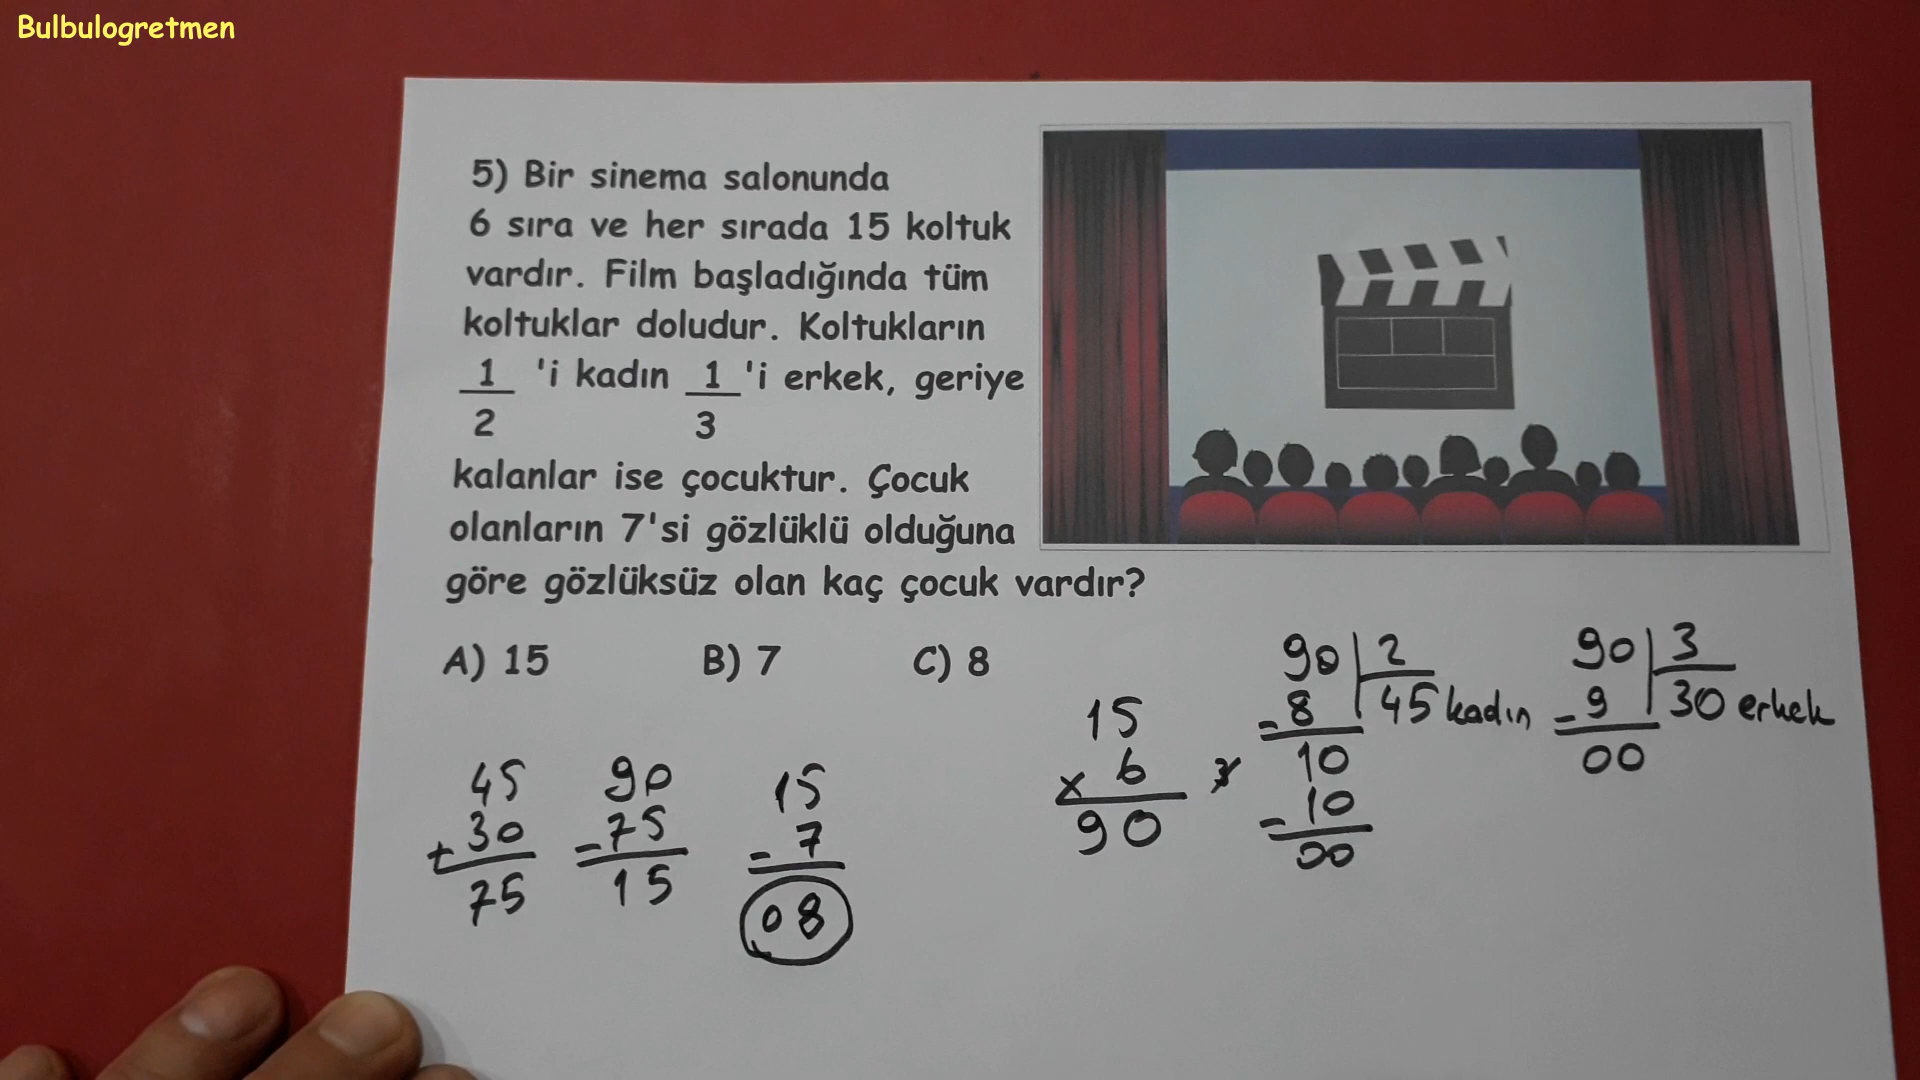 Bulbulogretmen
5) Bir sinema salonunda
6 sıra ve her sırada 15 koltuk
vardır. Film başladığında tüm
koltuklar doludur. Koltukların
1/2 'i kadın 1/3 'i erkek, geriye
kalanlar ise çocuktur. Çocuk
olanların 7'si gözlüklü olduğuna
göre gözlüksüz olan kaç çocuk vardır?
A) 15 B) 7 C) 8
45
+ 30
75
90
- 75
15
15
- 7
08
15
x 6
90
90 | 2
- 8 45 kadın
10
- 10
00
90 | 3
- 9 30 erkek
00